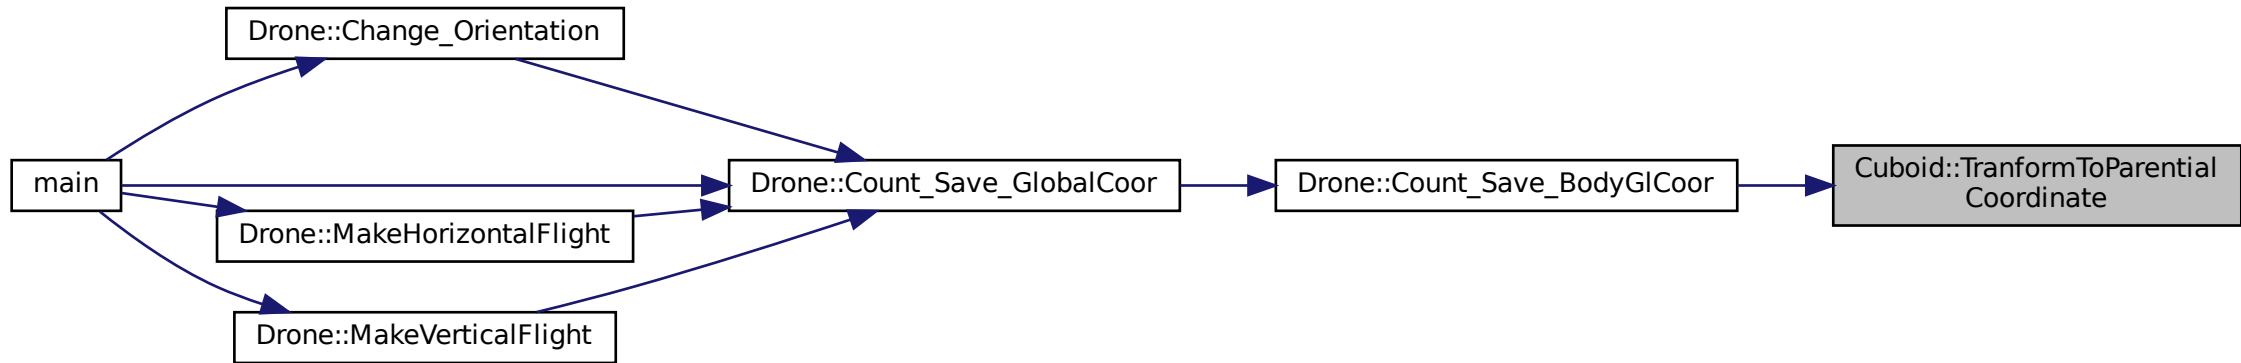 Drone::Change_Orientation
main
Drone::Count_Save_GlobalCoor
Drone::Count_Save_BodyGlCoor
Cuboid::TranformToParential
Coordinate
Drone::MakeHorizontalFlight
Drone::MakeVerticalFlight